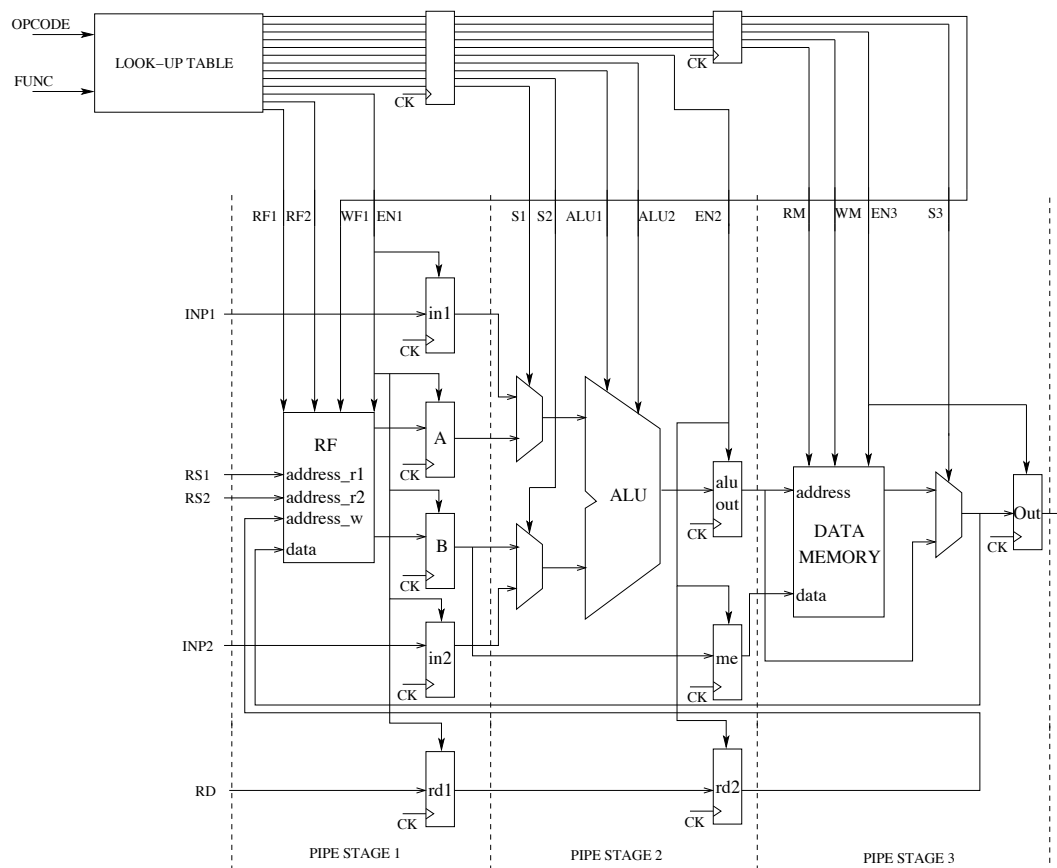 OPCODE
LOOK-UP TABLE
FUNC
CK
CK
RF1 RF2 WF1 EN1 S1 S2 ALU1 ALU2 EN2 RM WM EN3 S3
INP1
in1
CK
RF
A
CK
RS1
address_r1
RS2
address_r2
address_w
data
B
CK
ALU
alu
out
CK
address
DATA
MEMORY
data
Out
CK
INP2
in2
CK
me
CK
RD
rd1
CK
rd2
CK
PIPE STAGE 1
PIPE STAGE 2
PIPE STAGE 3